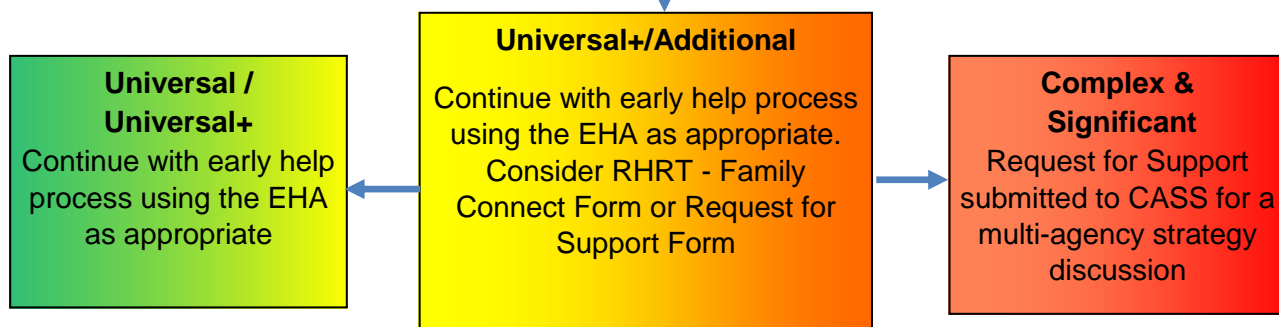 Universal /
Universal+
Continue with early help
process using the EHA
as appropriate
Universal+/Additional
Continue with early help process
using the EHA as appropriate.
Consider RHRT - Family
Connect Form or Request for
Support Form
Complex &
Significant
Request for Support
submitted to CASS for a
multi-agency strategy
discussion